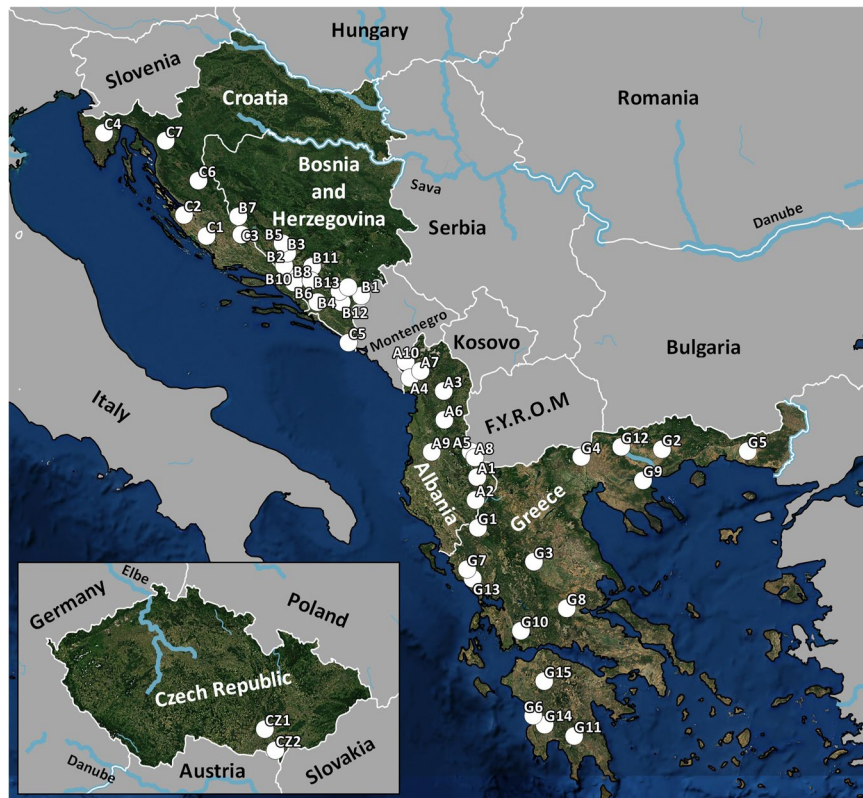 Hungary
Slovenia
Croatia
Romania
C4
C7
Bosnia
and
Herzegovina
C6
Sava
C2
B7
Serbia
Danube
C1
C3
B5
B3
B2
B11
B8
B10
B13
B1
B6
B4
B12
C5
Montenegro
Kosovo
Bulgaria
A10
A7
A4
A3
Italy
A6
F.Y.R.O.M
A9
A5
A8
G4
G12
G2
G5
A1
G9
Albania
A2
Greece
G1
G3
G7
G13
G8
G10
G15
G6
G14
G11
Elbe
Germany
Poland
Czech Republic
CZ1
CZ2
Danube
Austria
Slovakia